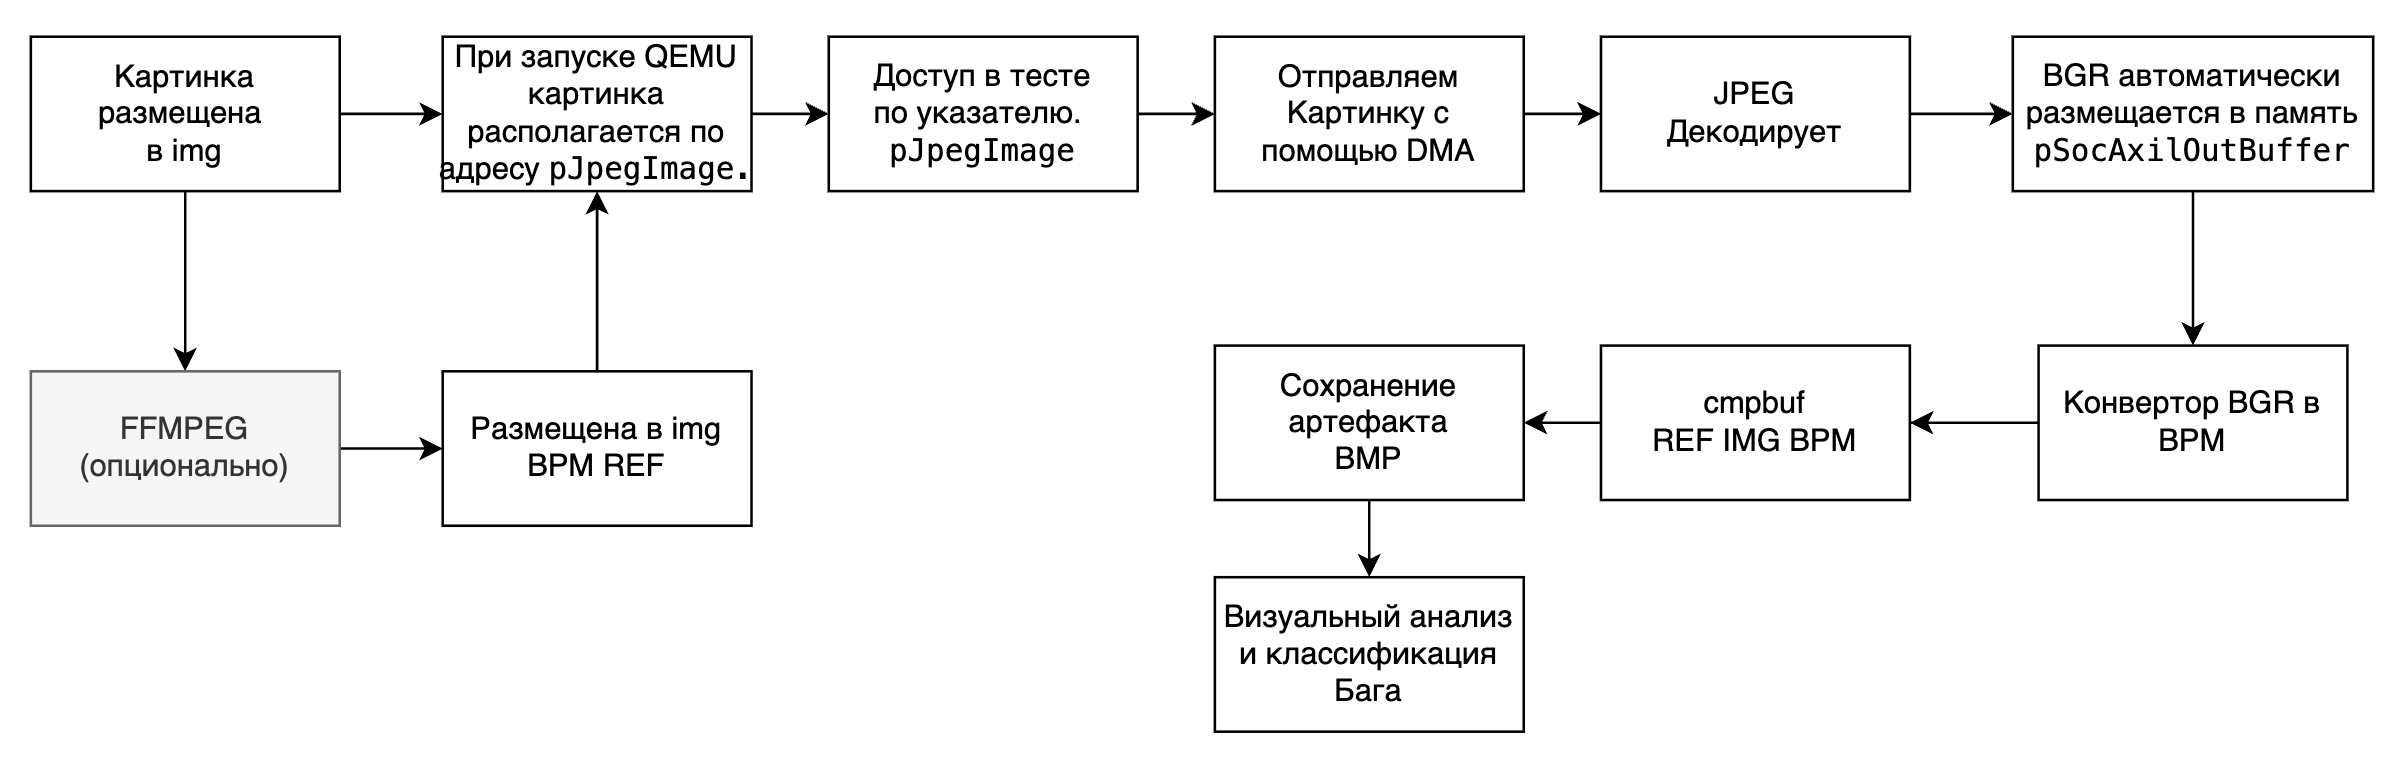 Картинка
размещена
в img
При запуске QEMU
картинка
располагается по
адресу pJpegImage.
Доступ в тесте
по указателю.
pJpegImage
Отправляем
Картинку с
помощью DMA
JPEG
Декодирует
BGR автоматически
размещается в память
pSocAxilOutBuffer
FFMPEG
(опционально)
Размещена в img
BPM REF
Сохранение
артефакта
BMP
cmpbuf
REF IMG BPM
Конвертор BGR в
BPM
Визуальный анализ
и классификация
Бага